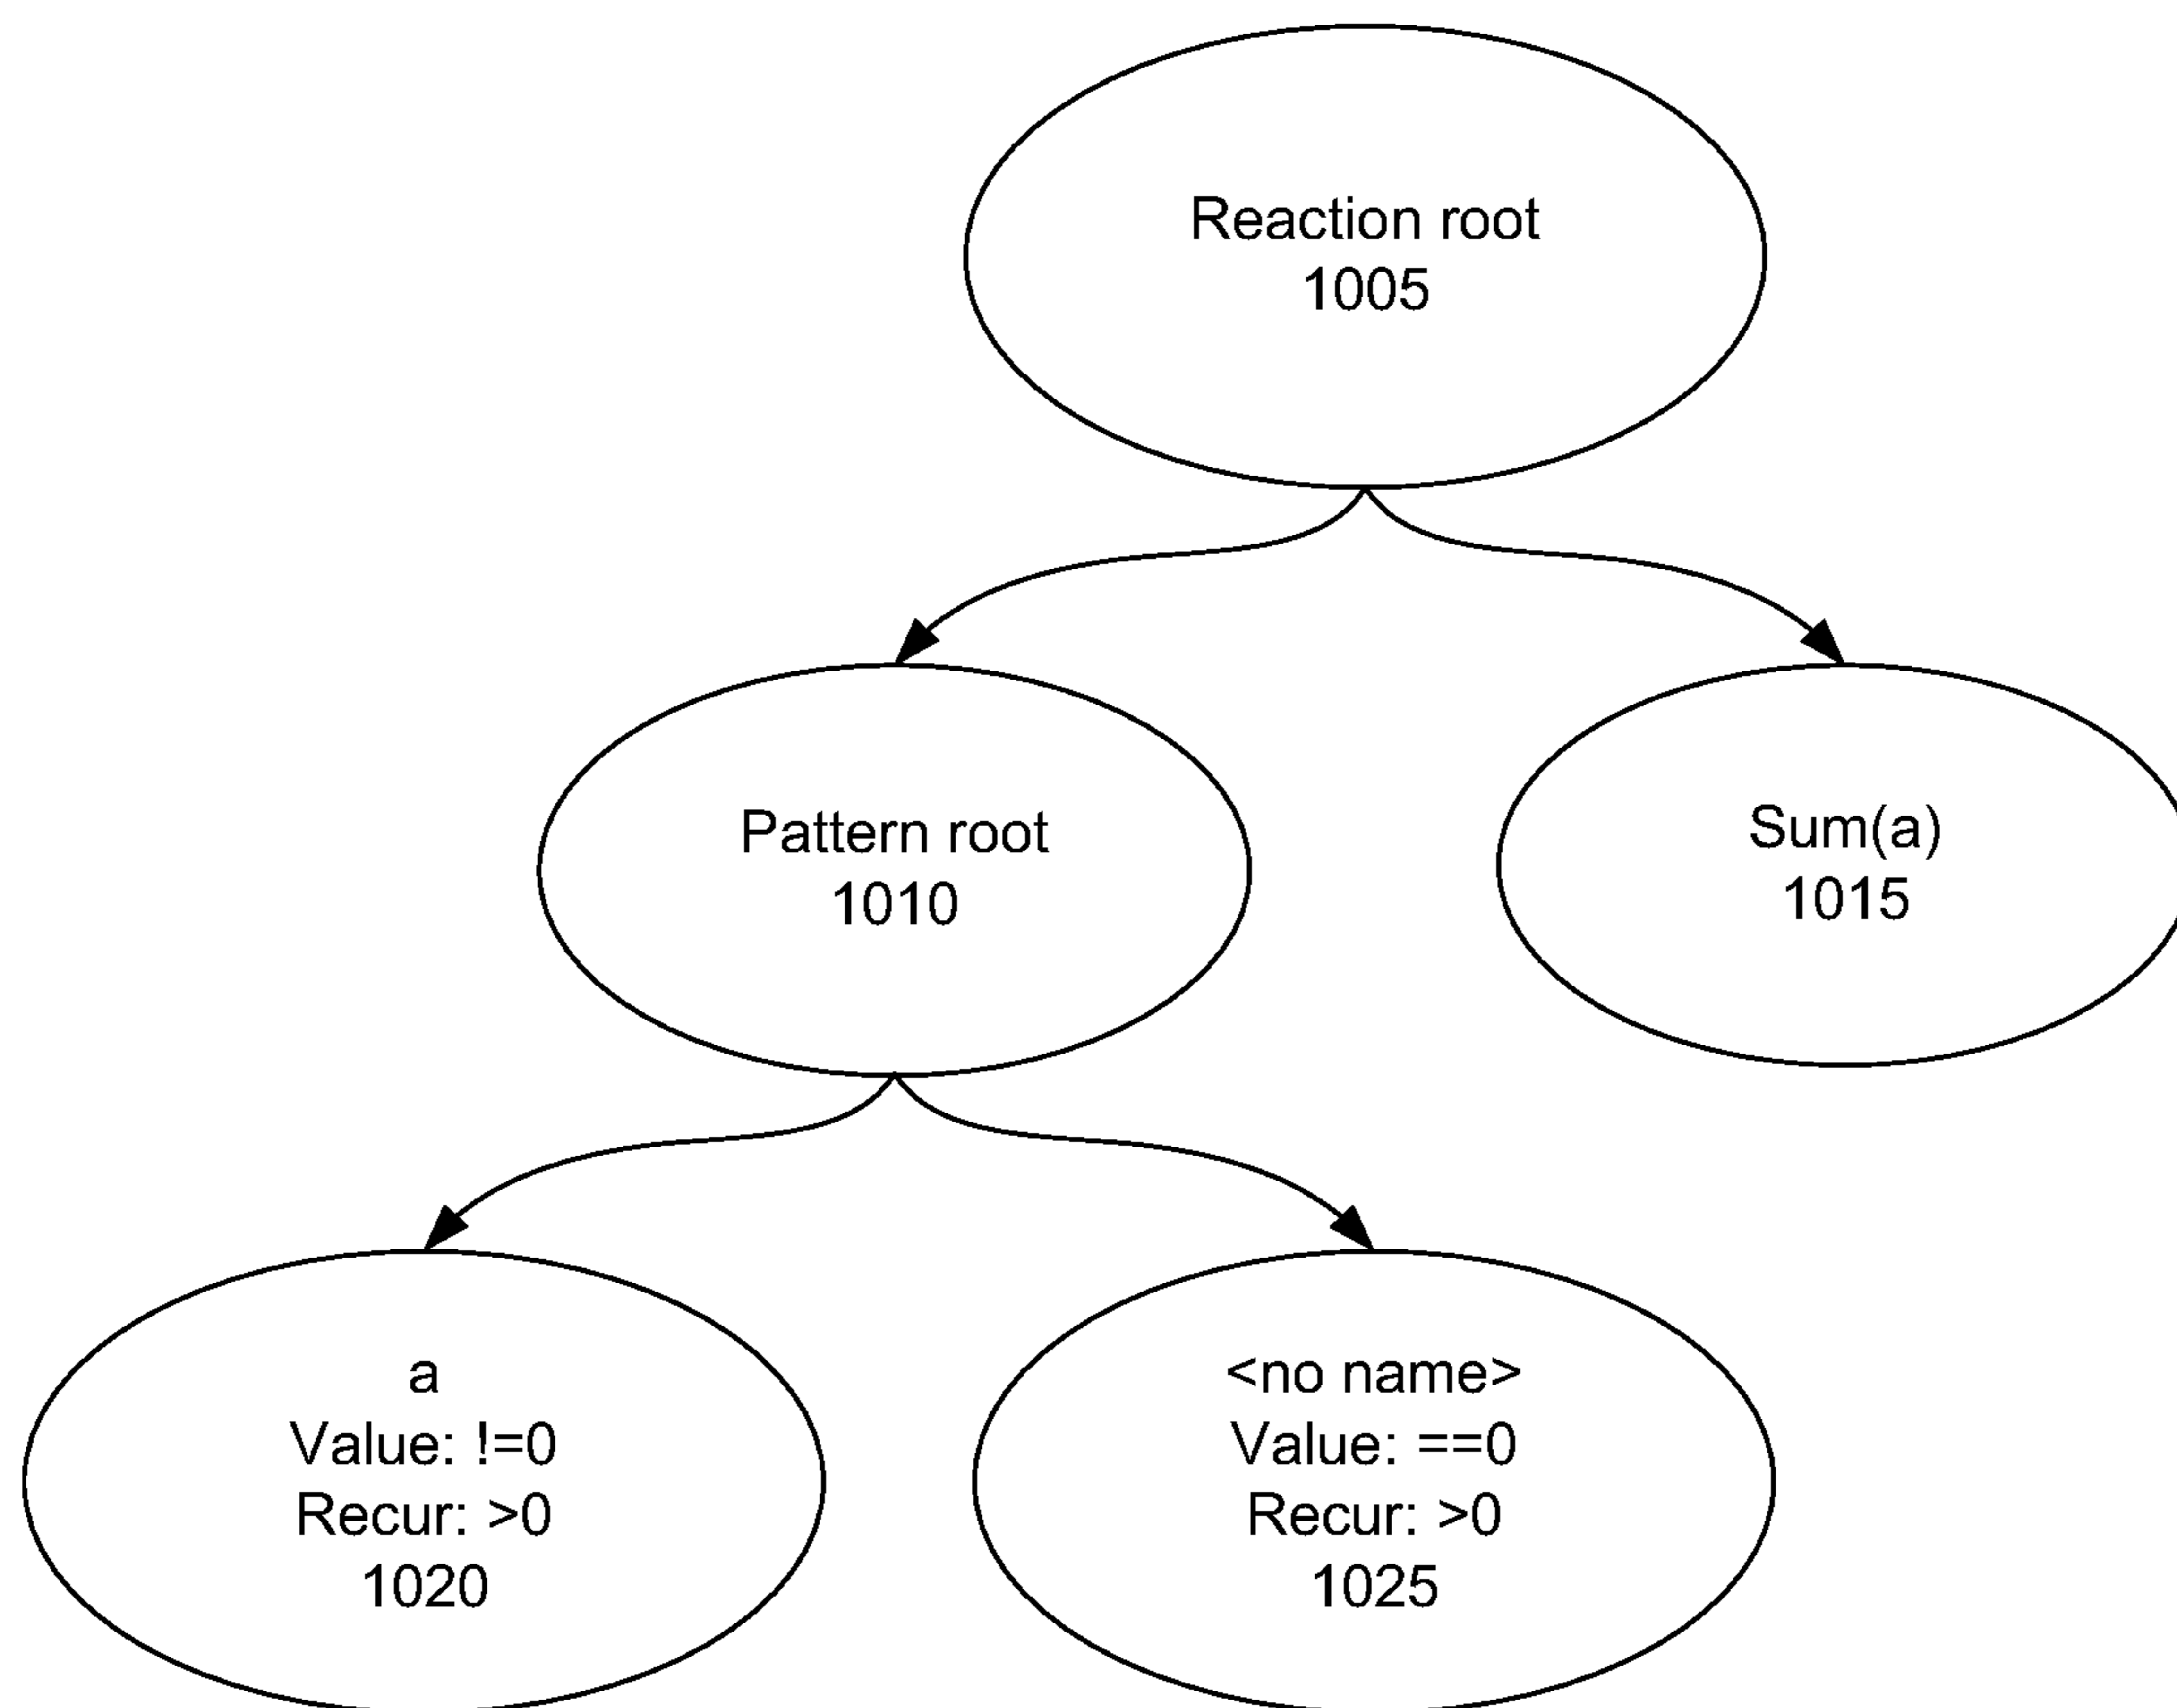 Reaction root
1005
Pattern root
1010
Sum(a)
1015
a
Value: !=0
Recur: >0
1020
<no name>
Value: ==0
Recur: >0
1025